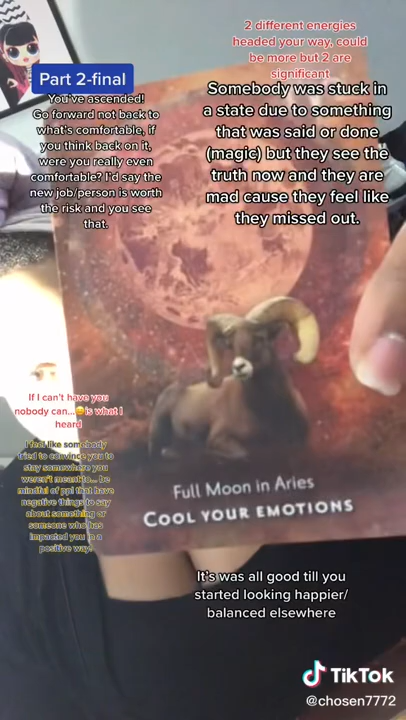 2 different energies
headed your way, could
be more but 2 are
significant
Part 2-final
You've ascended!
Go forward not back to
what's comfortable, if
you think back on it,
were you really even
comfortable? I'd say the
new job/person is worth
the risk and you see
that.
Somebody was stuck in
a state due to something
that was said or done
(magic) but they see the
truth now and they are
mad cause they feel like
they missed out.
If I can't have you
nobody can...😊is what I
heard
I feel like somebody
tried to convince you to
stay somewhere you
weren't meant to... be
mindful of ppl that have
negative things to say
about something or
someone who has
impacted you in a
positive way!
Full Moon in Aries
COOL YOUR EMOTIONS
It's was all good till you
started looking happier/
balanced elsewhere
TikTok
@chosen7772